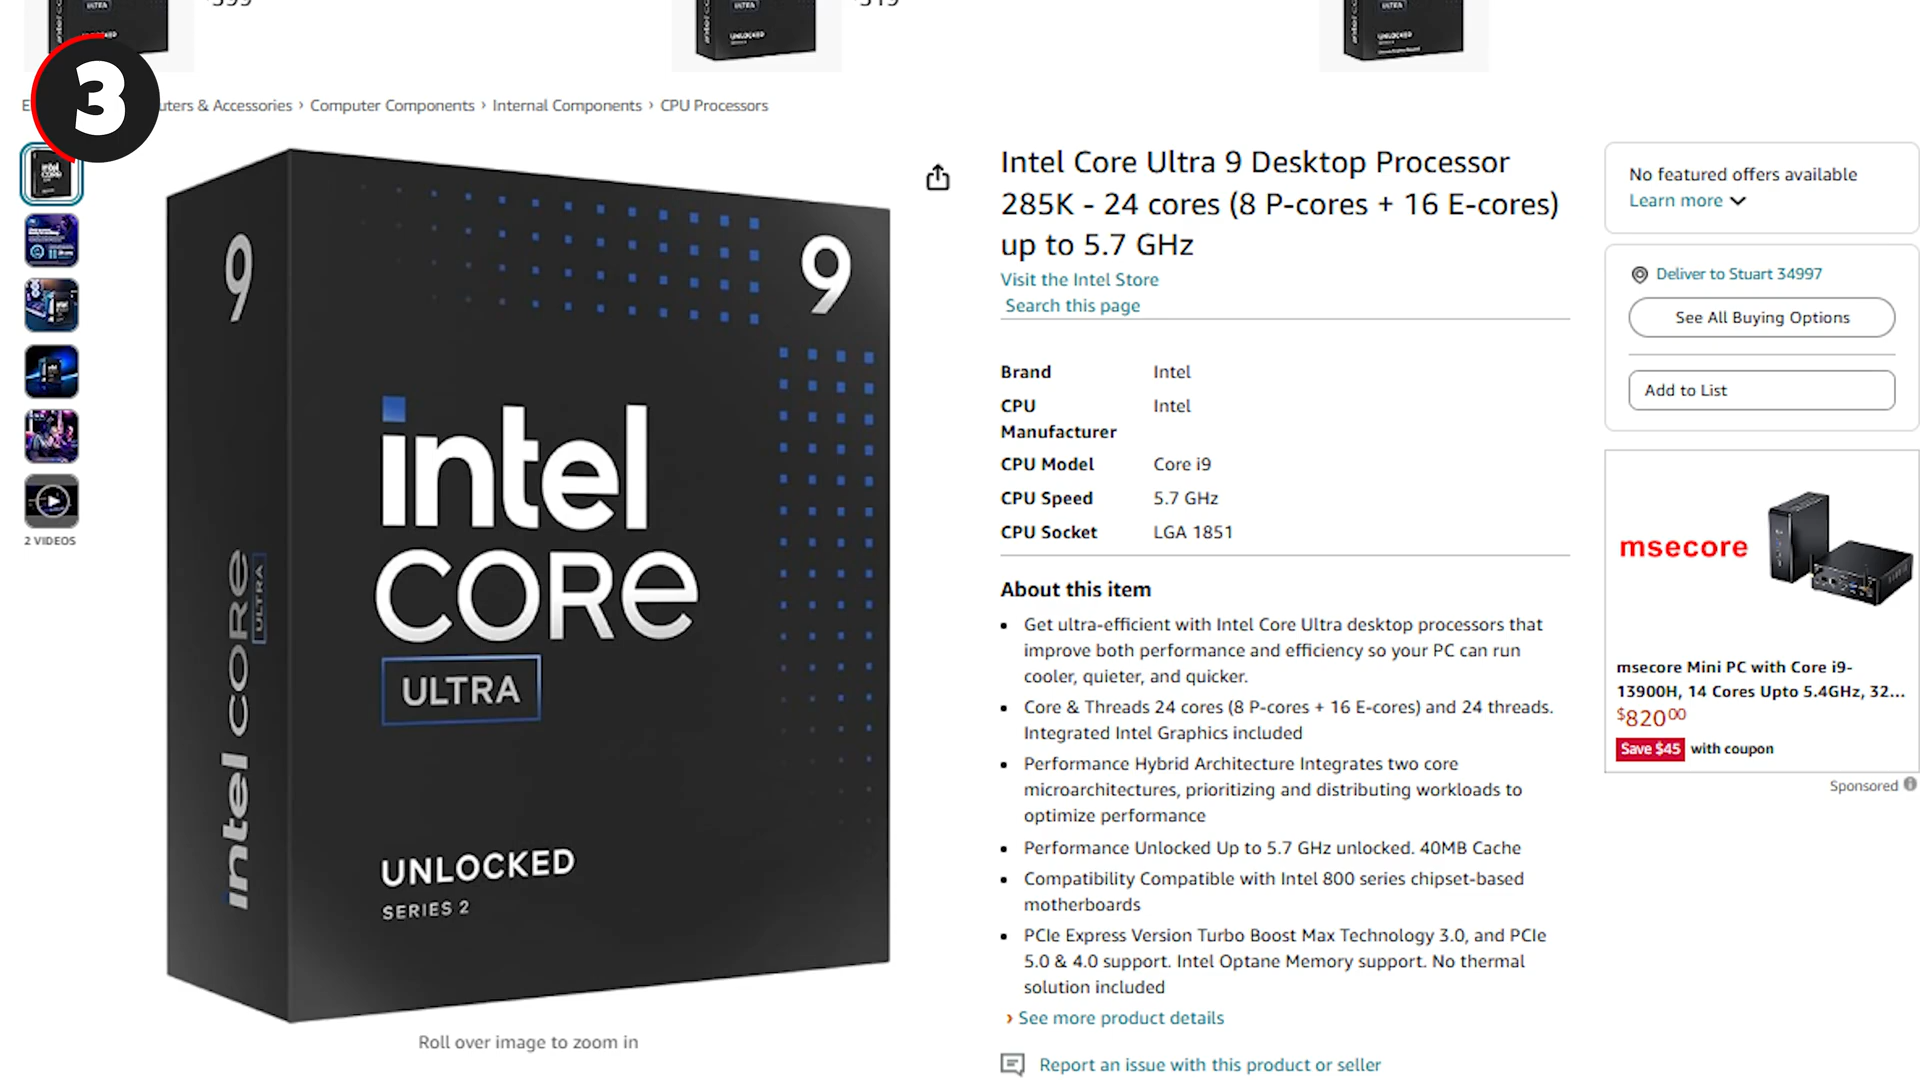 ULTRA
ULTRA
ULTRA
UNLOCKED
UNLOCKED
UNLOCKED
3
uters & Accessories › Computer Components › Internal Components › CPU Processors
Intel Core Ultra 9 Desktop Processor
285K - 24 cores (8 P-cores + 16 E-cores)
up to 5.7 GHz
Visit the Intel Store
Search this page
Brand Intel
CPU Intel
Manufacturer
CPU Model Core i9
CPU Speed 5.7 GHz
CPU Socket LGA 1851
About this item
• Get ultra-efficient with Intel Core Ultra desktop processors that
improve both performance and efficiency so your PC can run
cooler, quieter, and quicker.
• Core & Threads 24 cores (8 P-cores + 16 E-cores) and 24 threads.
Integrated Intel Graphics included
• Performance Hybrid Architecture Integrates two core
microarchitectures, prioritizing and distributing workloads to
optimize performance
• Performance Unlocked Up to 5.7 GHz unlocked. 40MB Cache
• Compatibility Compatible with Intel 800 series chipset-based
motherboards
• PCIe Express Version Turbo Boost Max Technology 3.0, and PCIe
5.0 & 4.0 support. Intel Optane Memory support. No thermal
solution included
› See more product details
Report an issue with this product or seller
9
9
intel
CORE
ULTRA
UNLOCKED
SERIES 2
intel CORE ULTRA
2 VIDEOS
Roll over image to zoom in
No featured offers available
Learn more
Deliver to Stuart 34997
See All Buying Options
Add to List
msecore
msecore Mini PC with Core i9-
13900H, 14 Cores Upto 5.4GHz, 32...
$82000
Save $45 with coupon
Sponsored